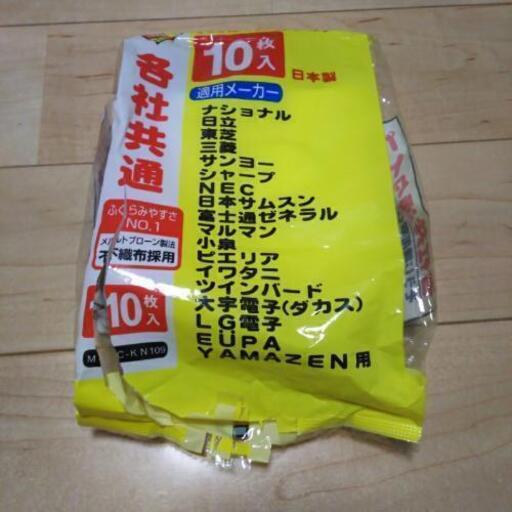 10枚入
日本製
各社共通
適用メーカー
ナショナル
日立
東芝
三菱
サンヨー
シャープ
NEC
日本サムスン
富士通ゼネラル
マルマン
小泉
ピエリア
イワタニ
ツインバード
大宇電子(ダカス)
LG電子
EUPA
YAMAZEN用
ふくらみやすさ
NO.1
メルトブローン製法
不織布採用
10枚入
C-KN109